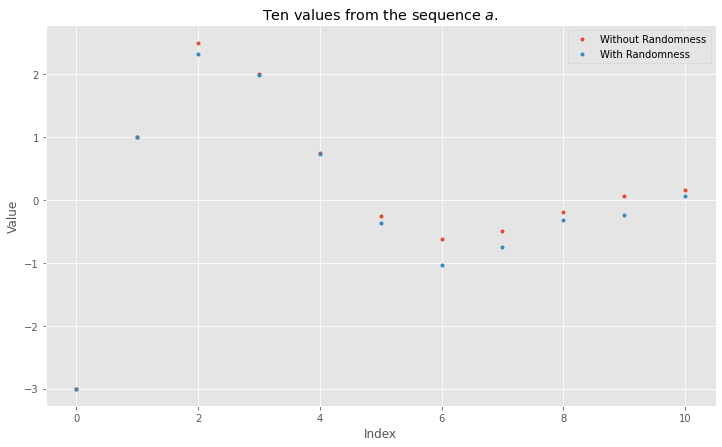 Ten values from the sequence a.
Without Randomness
With Randomness
2
1
0
−1
−2
−3
Value
0 2 4 6 8 10
Index